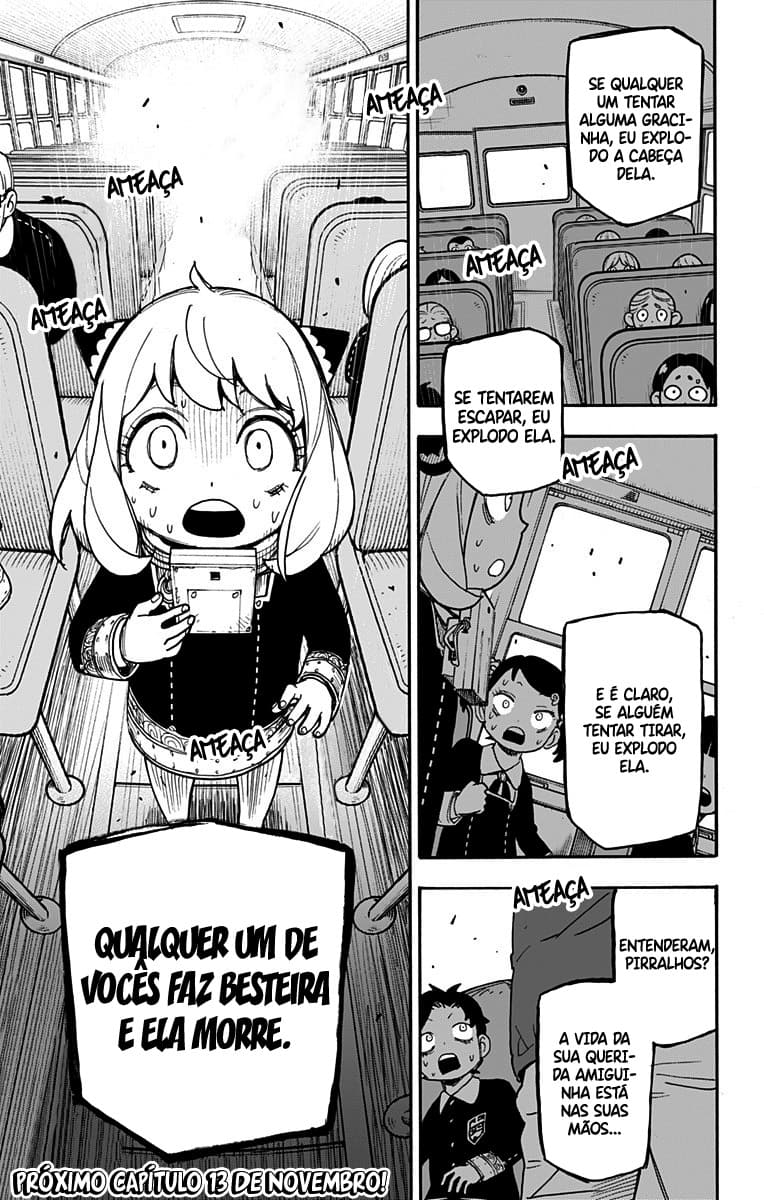 SE QUALQUER
UM TENTAR
ALGUMA GRACI-
NHA, EU EXPLO-
DO A CABEÇA
DELA.
AMEAÇA
SE TENTAREM
ESCAPAR, EU
EXPLODO ELA.
AMEAÇA
E É CLARO,
SE ALGUÉM
TENTAR TIRAR,
EU EXPLODO
ELA.
AMEAÇA
ENTENDERAM,
PIRRALHOS?
A VIDA DA
SUA QUERI-
DA AMIGUI-
NHA ESTÁ
NAS SUAS
MÃOS...
AMEAÇA
AMEAÇA
AMEAÇA
AMEAÇA
QUALQUER UM DE
VOCÊS FAZ BESTEIRA
E ELA MORRE.
PRÓXIMO CAPÍTULO 13 DE NOVEMBRO!